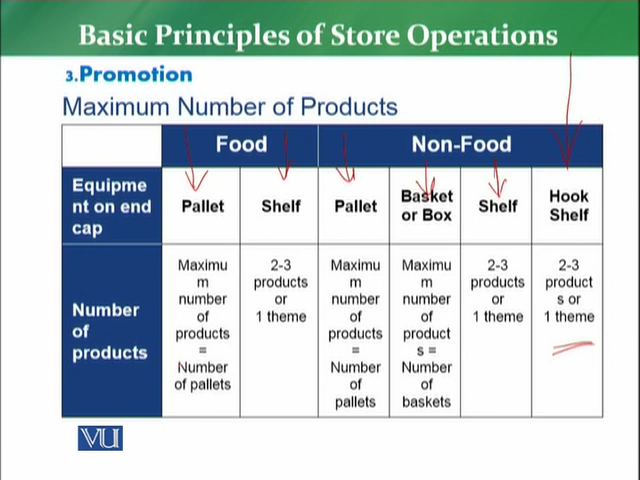 Basic Principles of Store Operations
3.Promotion
Maximum Number of Products
Food
Non-Food
Equipme
nt on end
cap
Pallet
Shelf
Pallet
Basket
or Box
Shelf
Hook
Shelf
Number
of
products
Maximu
m
number
of
products
=
Number
of pallets
2-3
products
or
1 theme
Maximu
m
number
of
products
=
Number
of
pallets
Maximu
m
number
of
product
s =
Number
of
baskets
2-3
products
or
1 theme
2-3
product
s or
1 theme
VU